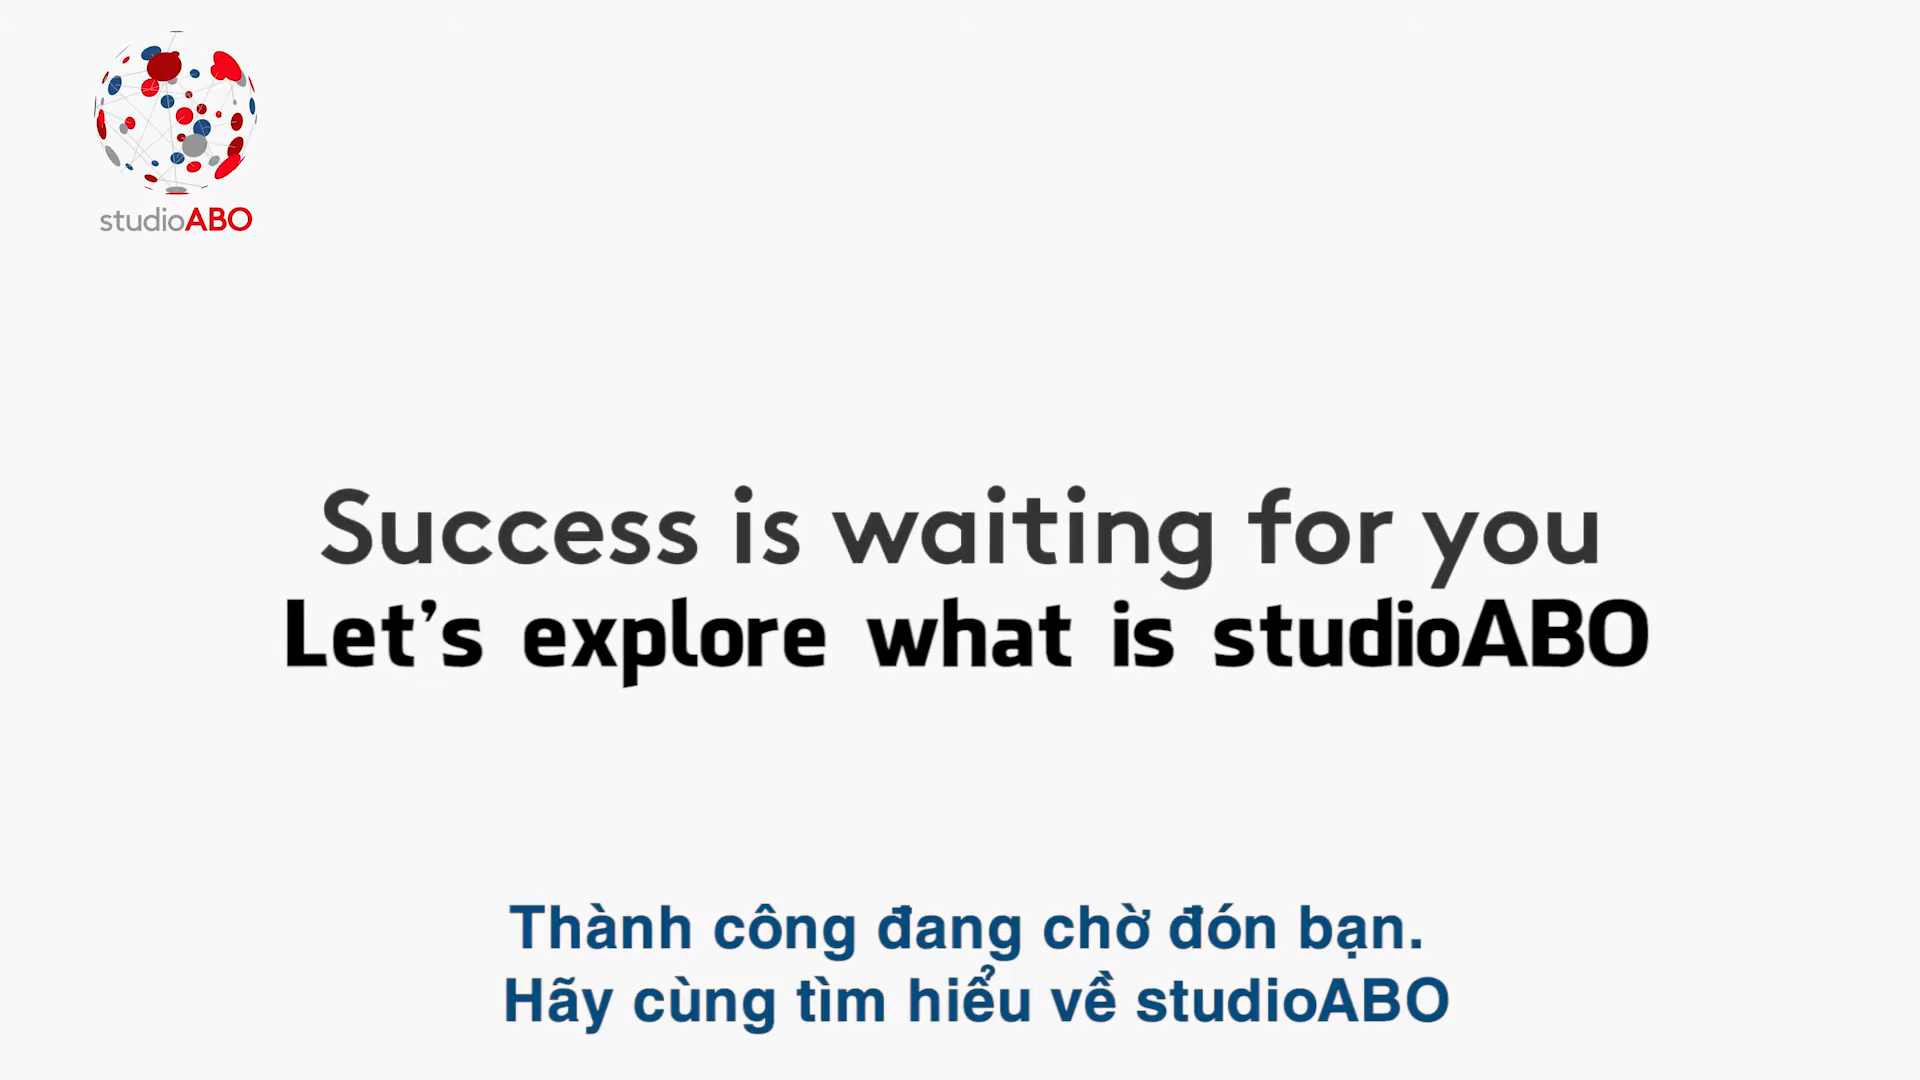 studioABO
Success is waiting for you
Let's explore what is studioABO
Thành công đang chờ đón bạn.
Hãy cùng tìm hiểu về studioABO